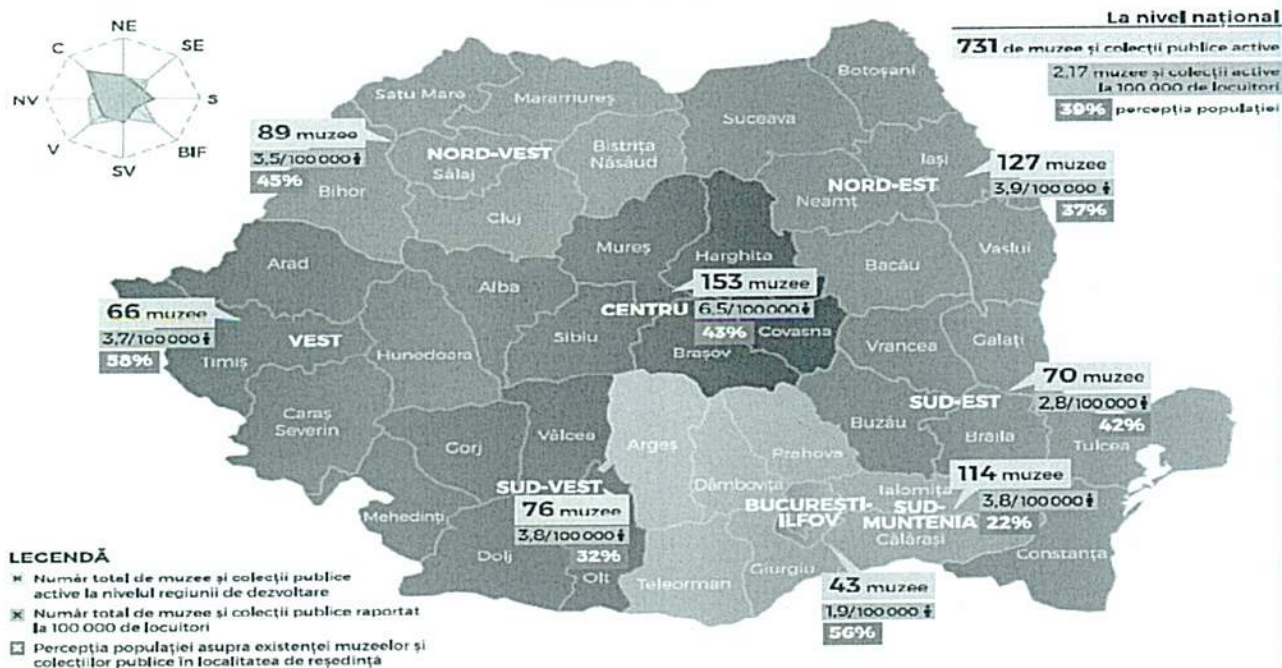 NE
C
SE
NV
S
V
BIF
SV
La nivel național
731 de muzee și colecții publice active
2,17 muzee și colecții active
la 100 000 de locuitori
39% percepția populației
Satu Mare
Maramureș
Botoșani
Suceava
89 muzee
3,5/100 000
45%
NORD-VEST
Sălaj
Bistrița
Năsăud
Bihor
Cluj
Iași
127 muzee
3,9/100 000
37%
NORD-EST
Neamț
Vaslui
Bacău
Mureș
Harghita
Arad
Alba
153 muzee
6,5/100 000
43%
CENTRU
Sibiu
Covasna
Brașov
66 muzee
3,7/100 000
58%
VEST
Timiș
Hunedoara
Vrancea
Galați
70 muzee
2,8/100 000
42%
SUD-EST
Buzău
Brăila
Tulcea
Caraș
Severin
Gorj
Vâlcea
Argeș
Prahova
Dâmbovița
114 muzee
3,8/100 000
22%
Ialomița
SUD-VEST
76 muzee
3,8/100 000
32%
BUCUREȘTI-
ILFOV
SUD-
MUNTENIA
Călărași
Mehedinți
Dolj
Olt
Teleorman
Giurgiu
Constanța
43 muzee
1,9/100 000
56%
LEGENDĂ
Număr total de muzee și colecții publice
active la nivelul regiunii de dezvoltare
Număr total de muzee și colecții publice raportat
la 100 000 de locuitori
Percepția populației asupra existenței muzeelor și
colecțiilor publice în localitatea de reședință